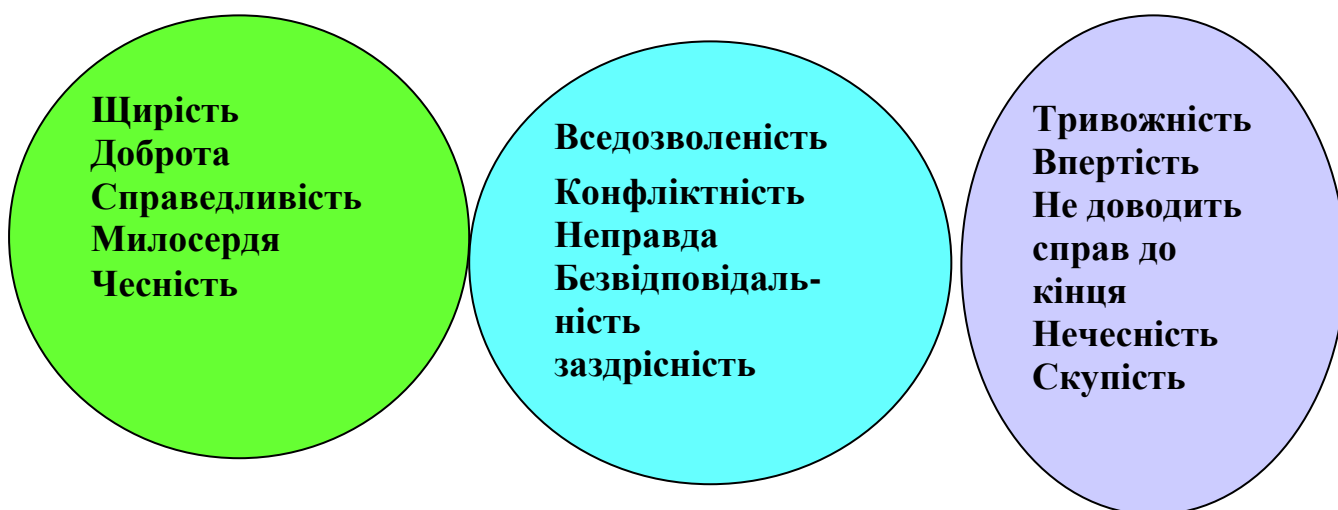 Щирість
Доброта
Справедливість
Милосердя
Чесність
Вседозволеність
Конфліктність
Неправда
Безвідповідаль-
ність
заздрісність
Тривожність
Впертість
Не доводить
справ до
кінця
Нечесність
Скупість